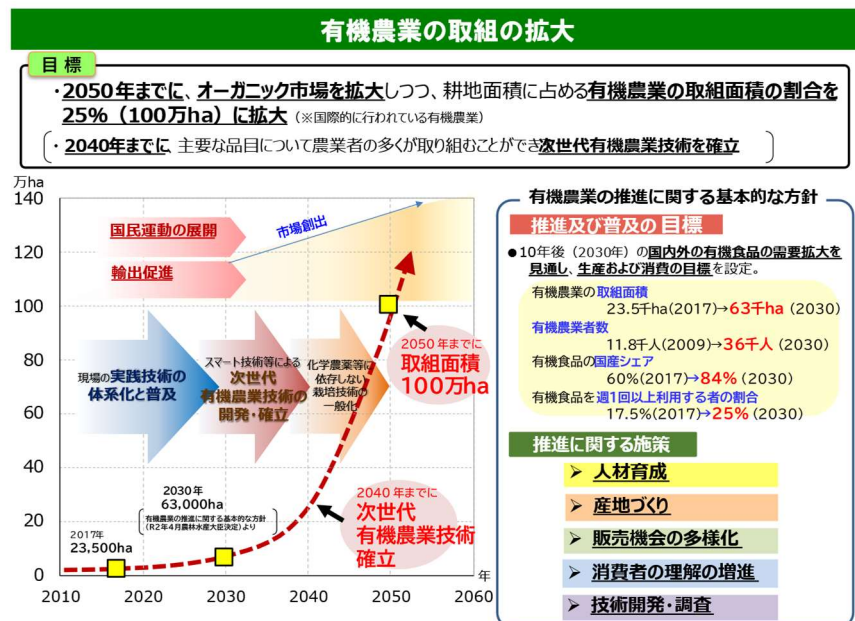 有機農業の取組の拡大
目 標
・2050年までに、オーガニック市場を拡大しつつ、耕地面積に占める有機農業の取組面積の割合を
25%（100万ha）に拡大（※国際的に行われている有機農業）
・2040年までに、主要な品目について農業者の多くが取り組むことができ次世代有機農業技術を確立
万ha
140
120
100
80
60
40
20
0
2010
2020
2030
2040
2050
2060
年
国民運動の展開
輸出促進
市場創出
現場の実践技術の
体系化と普及
スマート技術等による
次世代
有機農業技術の
開発・確立
化学農薬等に
依存しない
栽培技術の
一般化
2050 年までに
取組面積
100万ha
2040 年までに
次世代
有機農業技術
確立
2030年
63,000ha
有機農業の推進に関する基本的な方針
（R2年４月農林水産大臣決定）より
2017年
23,500ha
有機農業の推進に関する基本的な方針
推進及び普及の目標
●10年後（2030年）の国内外の有機食品の需要拡大を
見通し、生産および消費の目標を設定。
有機農業の取組面積
23.5千ha(2017)→63千ha (2030)
有機農業者数
11.8千人(2009)→36千人 (2030)
有機食品の国産シェア
60%(2017)→84% (2030)
有機食品を週1回以上利用する者の割合
17.5%(2017)→25% (2030)
推進に関する施策
➢ 人材育成
➢ 産地づくり
➢ 販売機会の多様化
➢ 消費者の理解の増進
➢ 技術開発・調査